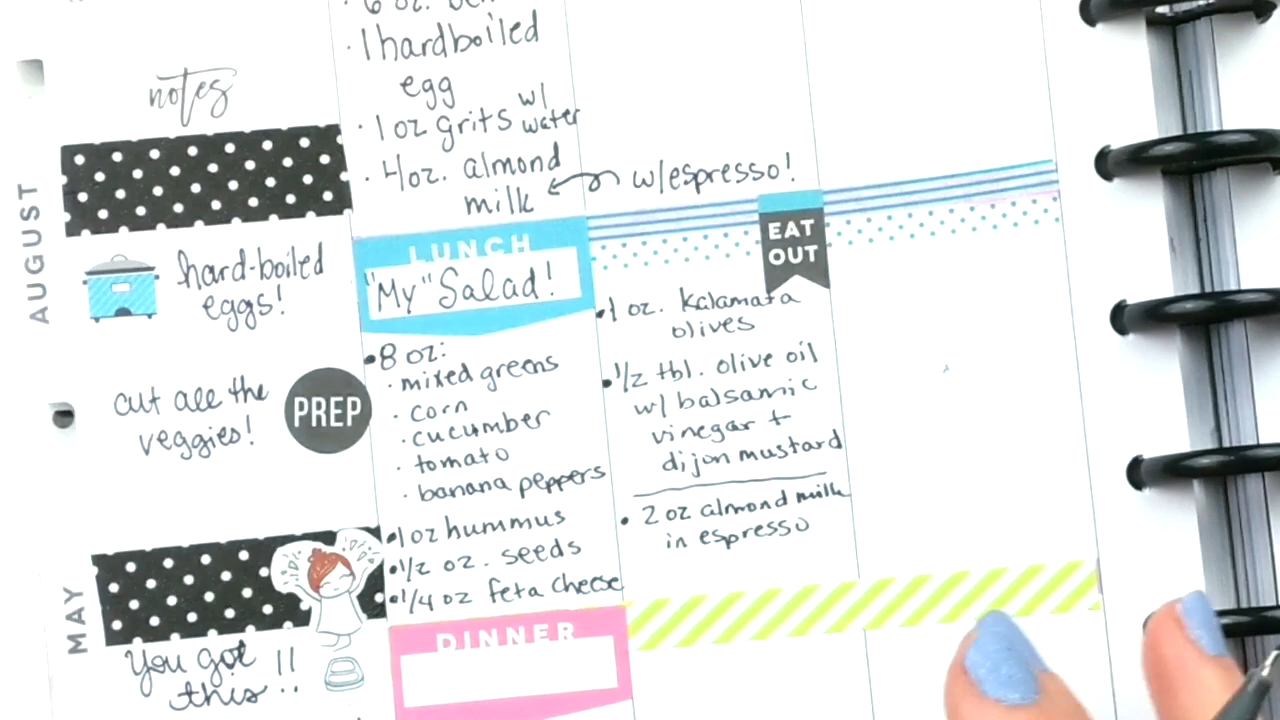 6 oz.
· 1 hardboiled
egg
· 1 oz grits w/
water
· 4oz. almond
milk
w/espresso!
notes
AUGUST
hard-boiled
eggs!
cut all the
veggies!
PREP
MAY
You got
this!!
LUNCH
"My" Salad!
• 8 oz:
· mixed greens
· corn
· cucumber
· tomato
· banana peppers
• 1 oz hummus
• 1/2 oz. seeds
• 1/4 oz feta cheese
EAT
OUT
• 1 oz. Kalamata
olives
• 1/2 tbl. olive oil
w/ balsamic
vinegar +
dijon mustard
• 2 oz almond milk
in espresso
DINNER